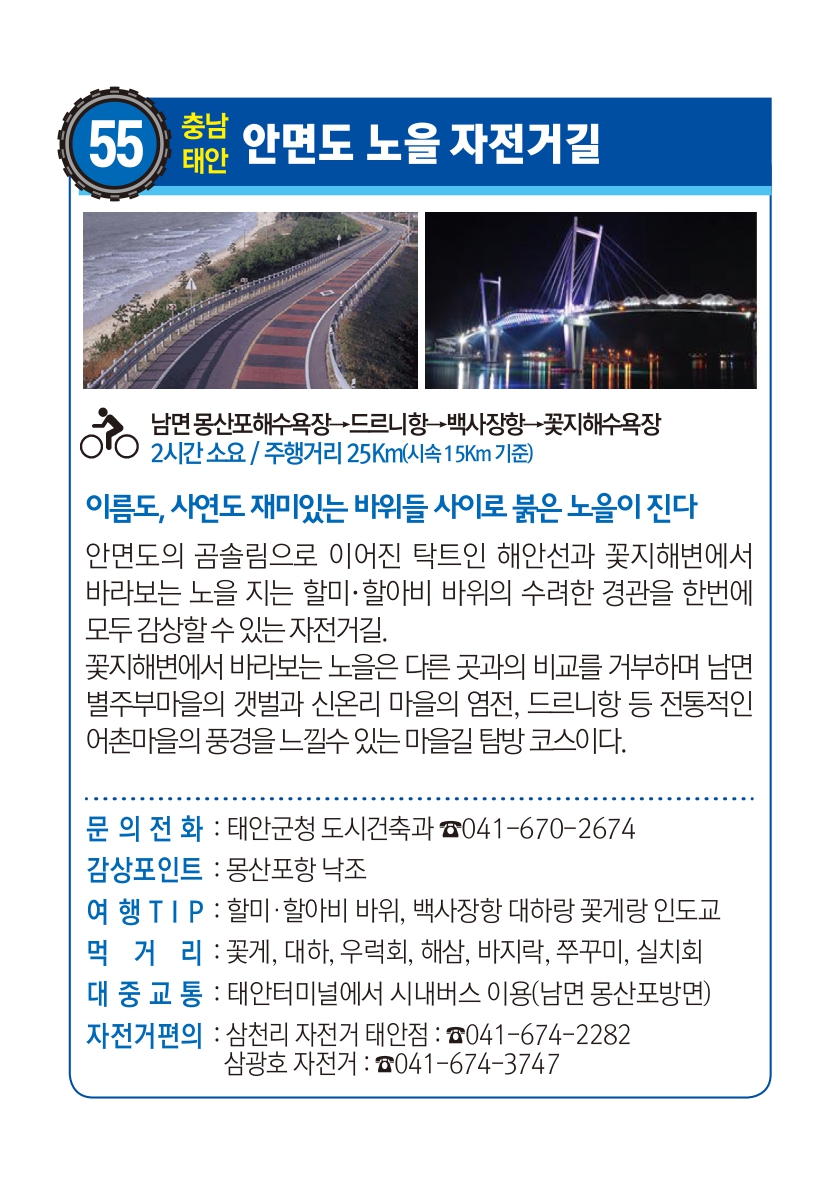 55 충남 태안 안면도 노을 자전거길
남면 몽산포해수욕장→드르니항→백사장항→꽃지해수욕장
2시간 소요 / 주행거리 25Km(시속 15Km 기준)
이름도, 사연도 재미있는 바위들 사이로 붉은 노을이 진다
안면도의 곰솔림으로 이어진 탁트인 해안선과 꽃지해변에서
바라보는 노을 지는 할미·할아비 바위의 수려한 경관을 한번에
모두 감상할 수 있는 자전거길.
꽃지해변에서 바라보는 노을은 다른 곳과의 비교를 거부하며 남면
별주부마을의 갯벌과 신온리 마을의 염전, 드르니항 등 전통적인
어촌마을의 풍경을 느낄수 있는 마을길 탐방 코스이다.
문의전화 : 태안군청 도시건축과 ☎041-670-2674
감상포인트 : 몽산포항 낙조
여행TIP : 할미·할아비 바위, 백사장항 대하랑 꽃게랑 인도교
먹거리 : 꽃게, 대하, 우럭회, 해삼, 바지락, 쭈꾸미, 실치회
대중교통 : 태안터미널에서 시내버스 이용(남면 몽산포방면)
자전거편의 : 삼천리 자전거 태안점 : ☎041-674-2282
삼광호 자전거 : ☎041-674-3747